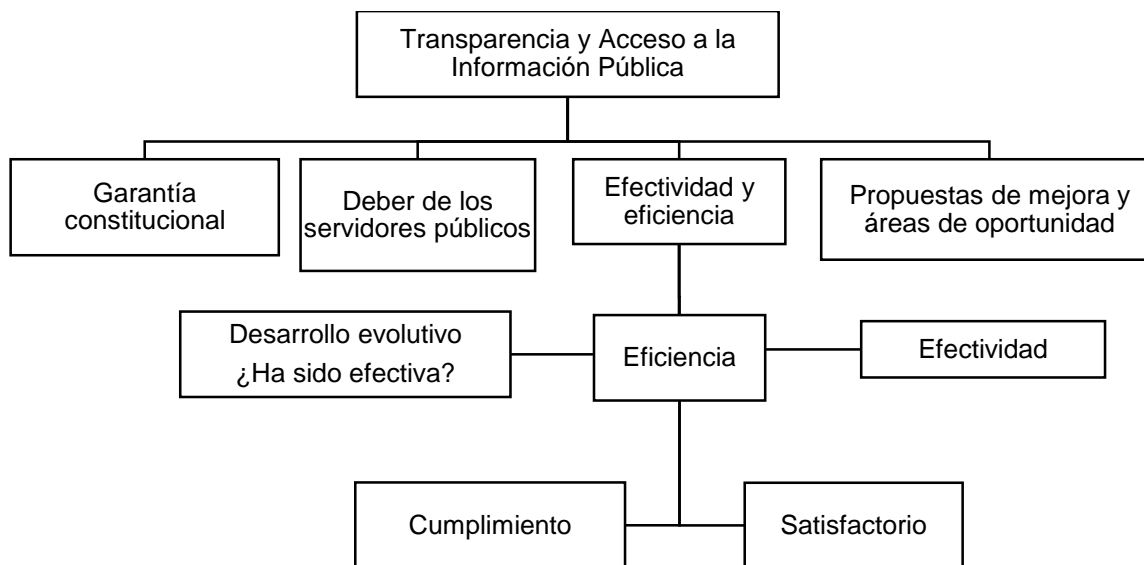 Transparencia y Acceso a la
Información Pública
Garantía
constitucional
Deber de los
servidores públicos
Efectividad y
eficiencia
Propuestas de mejora y
áreas de oportunidad
Desarrollo evolutivo
¿Ha sido efectiva?
Eficiencia
Efectividad
Cumplimiento
Satisfactorio